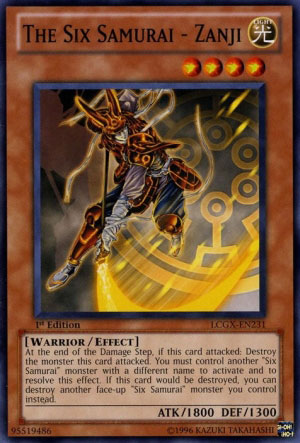 The Six Samurai - Zanji
LIGHT
光
1st Edition
LCGX-EN231
[Warrior / Effect]
At the end of the Damage Step, if this card attacked: Destroy
the monster this card attacked. You must control another "Six
Samurai" monster with a different name to activate and to
resolve this effect. If this card would be destroyed, you can
destroy another face-up "Six Samurai" monster you control
instead.
ATK/1800 DEF/1300
95519486
©1996 KAZUKI TAKAHASHI